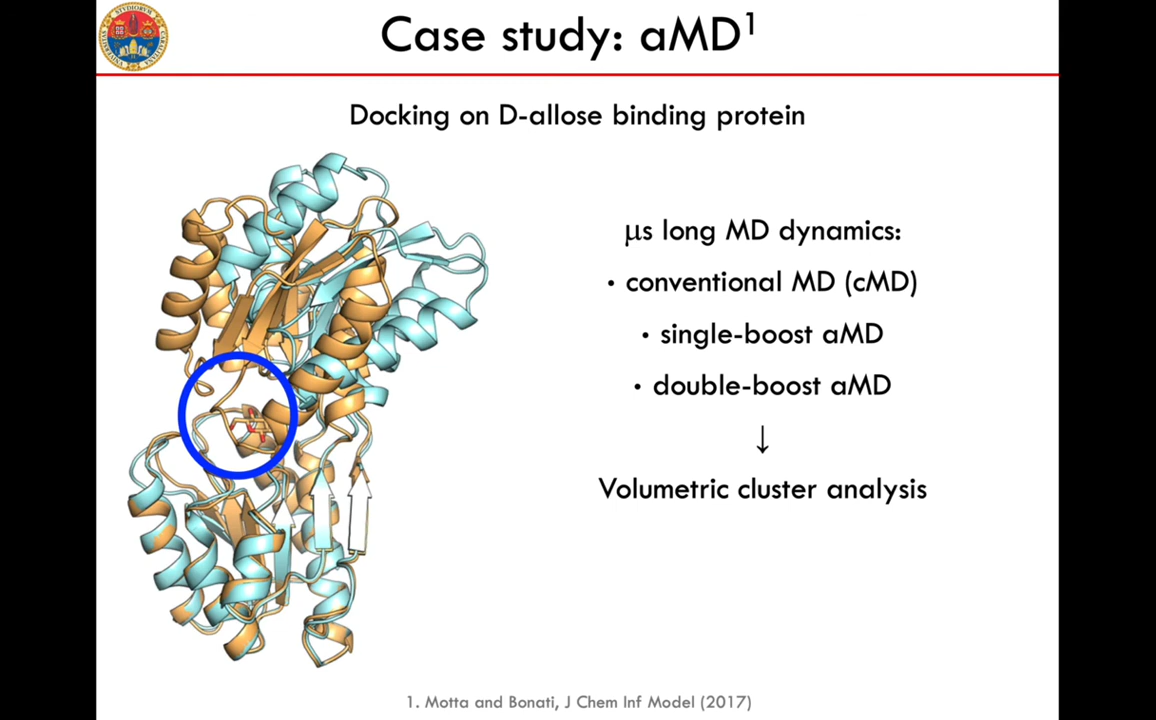 Case study: aMD¹
Docking on D-allose binding protein
µs long MD dynamics:
• conventional MD (cMD)
• single-boost aMD
• double-boost aMD
↓
Volumetric cluster analysis
1. Motta and Bonati, J Chem Inf Model (2017)